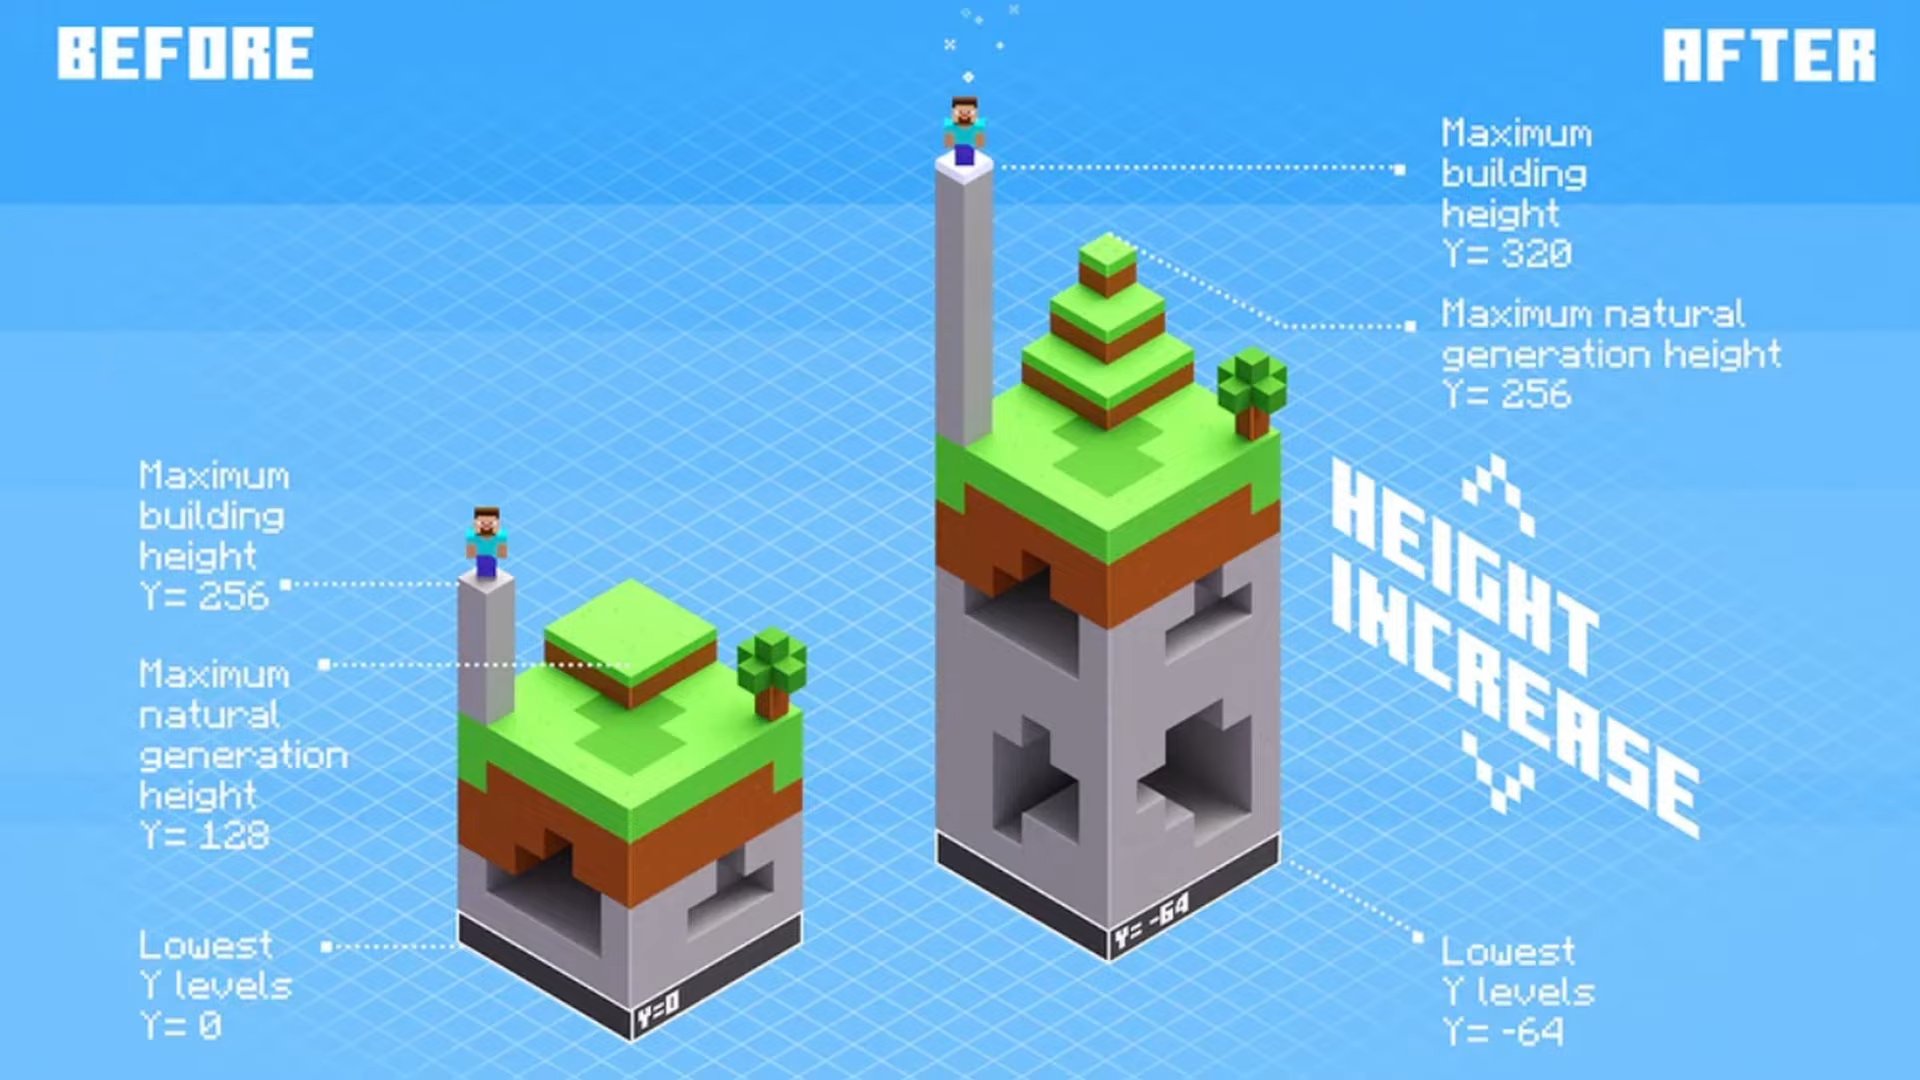 BEFORE
AFTER
Maximum
building
height
Y= 256
Maximum
natural
generation
height
Y= 128
Lowest
Y levels
Y= 0
Y=0
Maximum
building
height
Y= 320
Maximum natural
generation height
Y= 256
HEIGHT
INCREASE
Y= -64
Lowest
Y levels
Y= -64